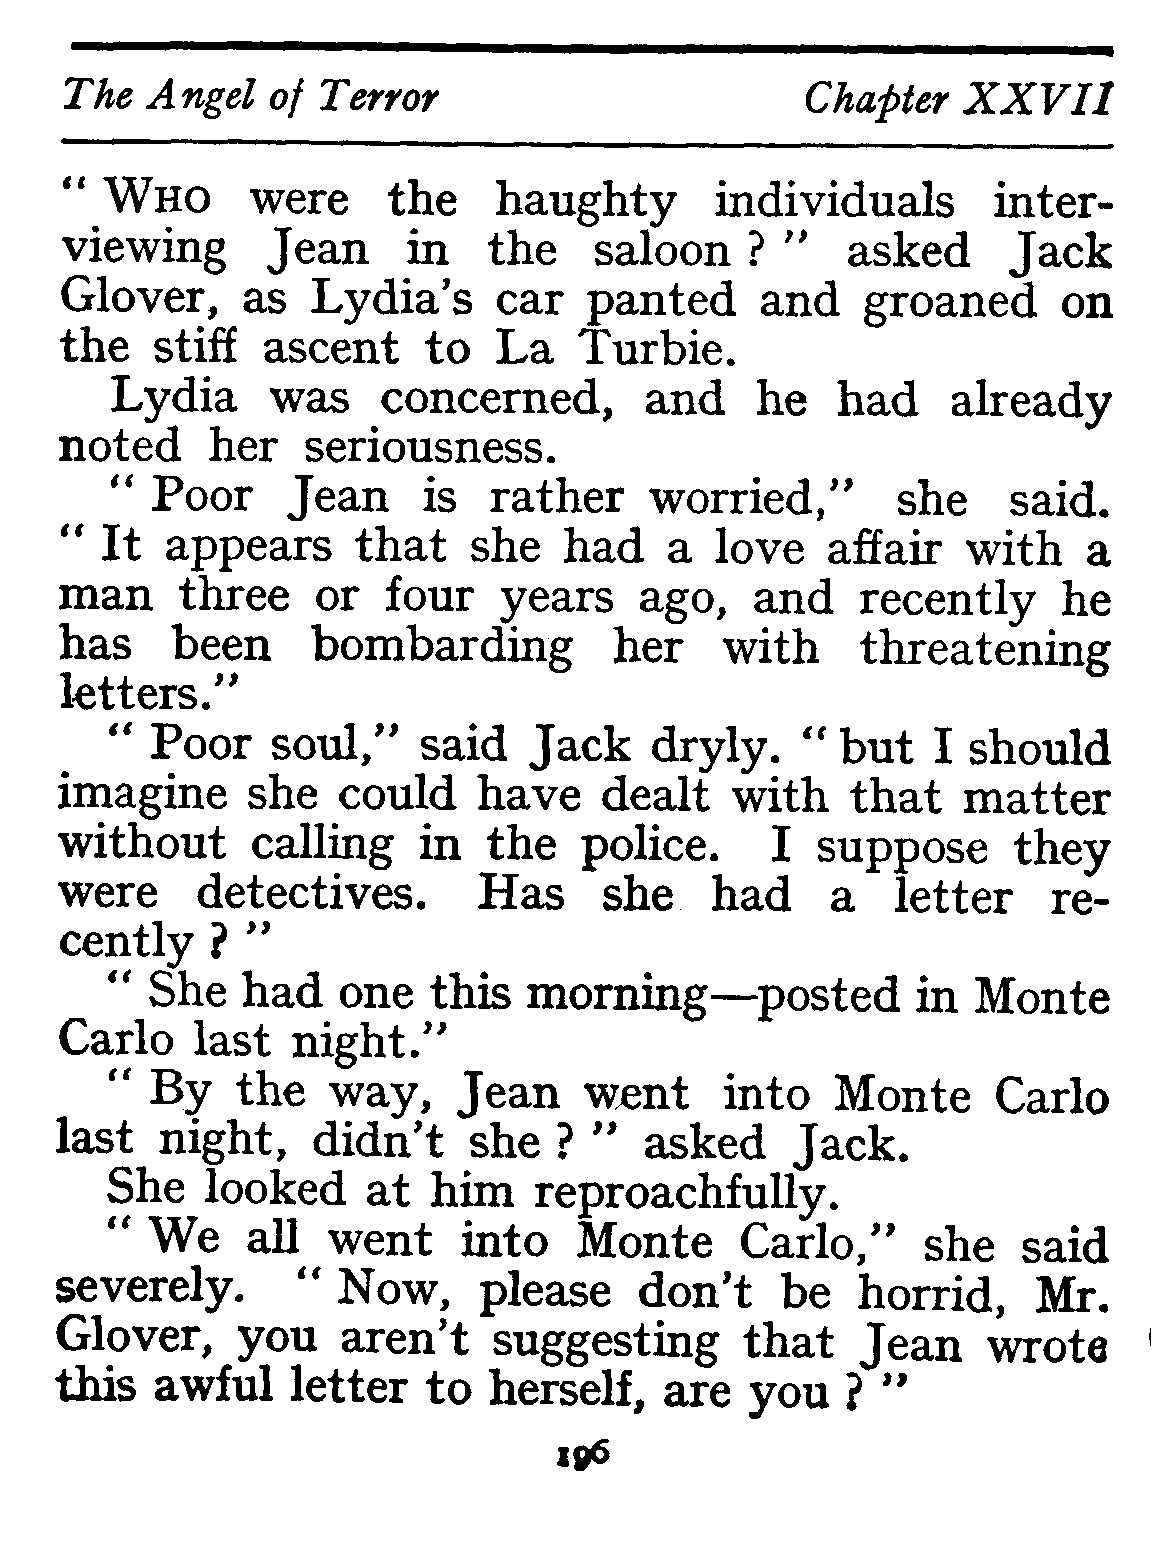 The Angel of Terror Chapter XXVII
“ WHO were the haughty individuals inter-
viewing Jean in the saloon ? ” asked Jack
Glover, as Lydia’s car panted and groaned on
the stiff ascent to La Turbie.
Lydia was concerned, and he had already
noted her seriousness.
“ Poor Jean is rather worried,” she said.
“ It appears that she had a love affair with a
man three or four years ago, and recently he
has been bombarding her with threatening
letters.”
“ Poor soul,” said Jack dryly. “ but I should
imagine she could have dealt with that matter
without calling in the police. I suppose they
were detectives. Has she had a letter re-
cently ? ”
“ She had one this morning—posted in Monte
Carlo last night.”
“ By the way, Jean went into Monte Carlo
last night, didn’t she ? ” asked Jack.
She looked at him reproachfully.
“ We all went into Monte Carlo,” she said
severely. “ Now, please don’t be horrid, Mr.
Glover, you aren’t suggesting that Jean wrote
this awful letter to herself, are you ? ”
196